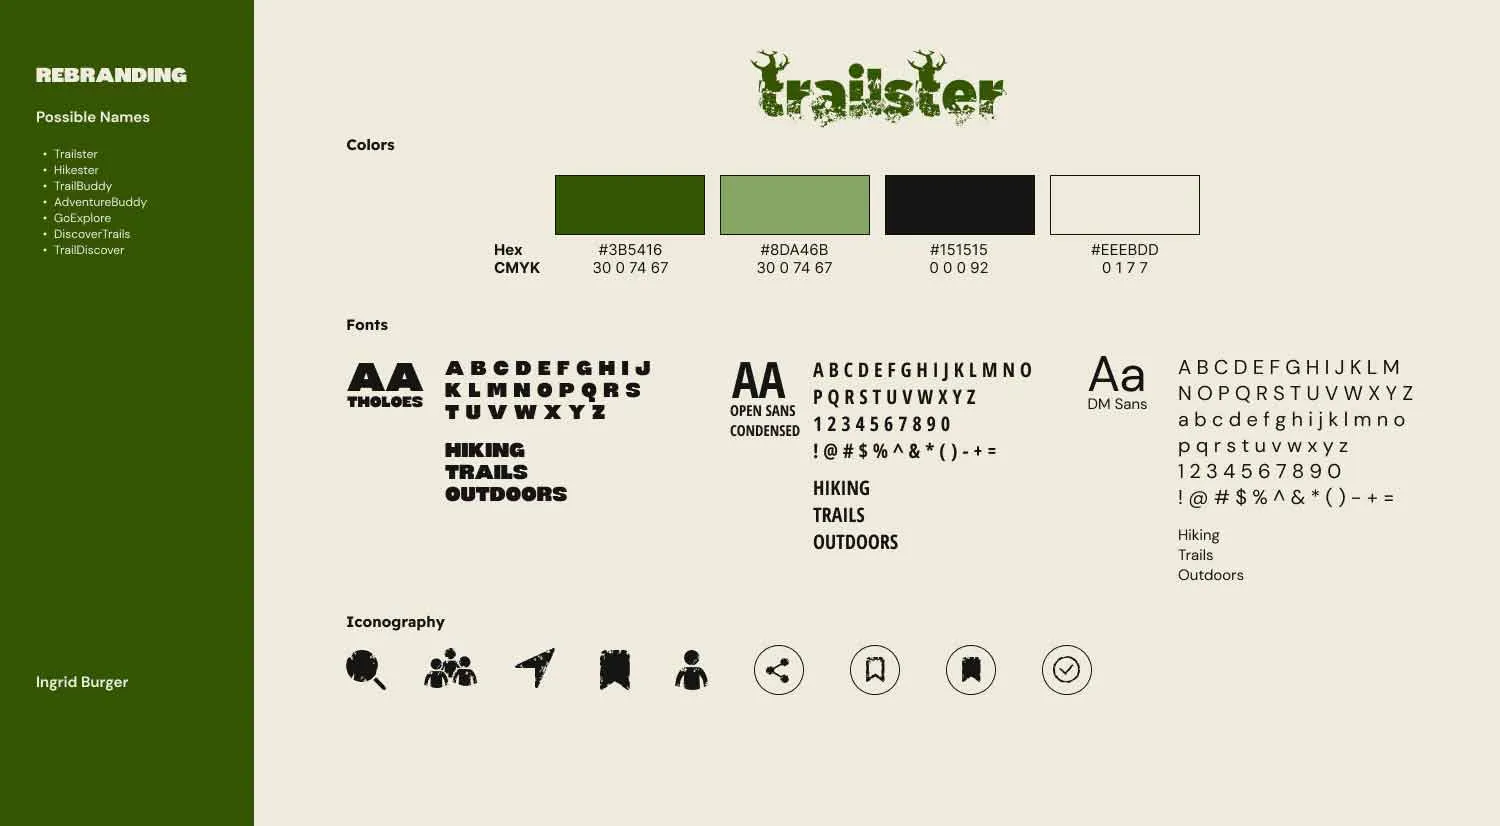 REBRANDING
Possible Names
• Trailster
• Hikester
• TrailBuddy
• AdventureBuddy
• GoExplore
• DiscoverTrails
• TrailDiscover
Ingrid Burger
trailster
Colors
Hex #3B5416 #8DA46B #151515 #EEEBDD
CMYK 30 0 74 67 30 0 74 67 0 0 0 92 0 1 7 7
Fonts
AA
THOLOES
A B C D E F G H I J
K L M N O P Q R S
T U V W X Y Z
HIKING
TRAILS
OUTDOORS
AA
OPEN SANS
CONDENSED
A B C D E F G H I J K L M N O
P Q R S T U V W X Y Z
1 2 3 4 5 6 7 8 9 0
! @ # $ % ^ & * ( ) - + =
HIKING
TRAILS
OUTDOORS
Aa
DM Sans
A B C D E F G H I J K L M
N O P Q R S T U V W X Y Z
a b c d e f g h i j k l m n o
p q r s t u v w x y z
1 2 3 4 5 6 7 8 9 0
! @ # $ % ^ & * ( ) - + =
Hiking
Trails
Outdoors
Iconography